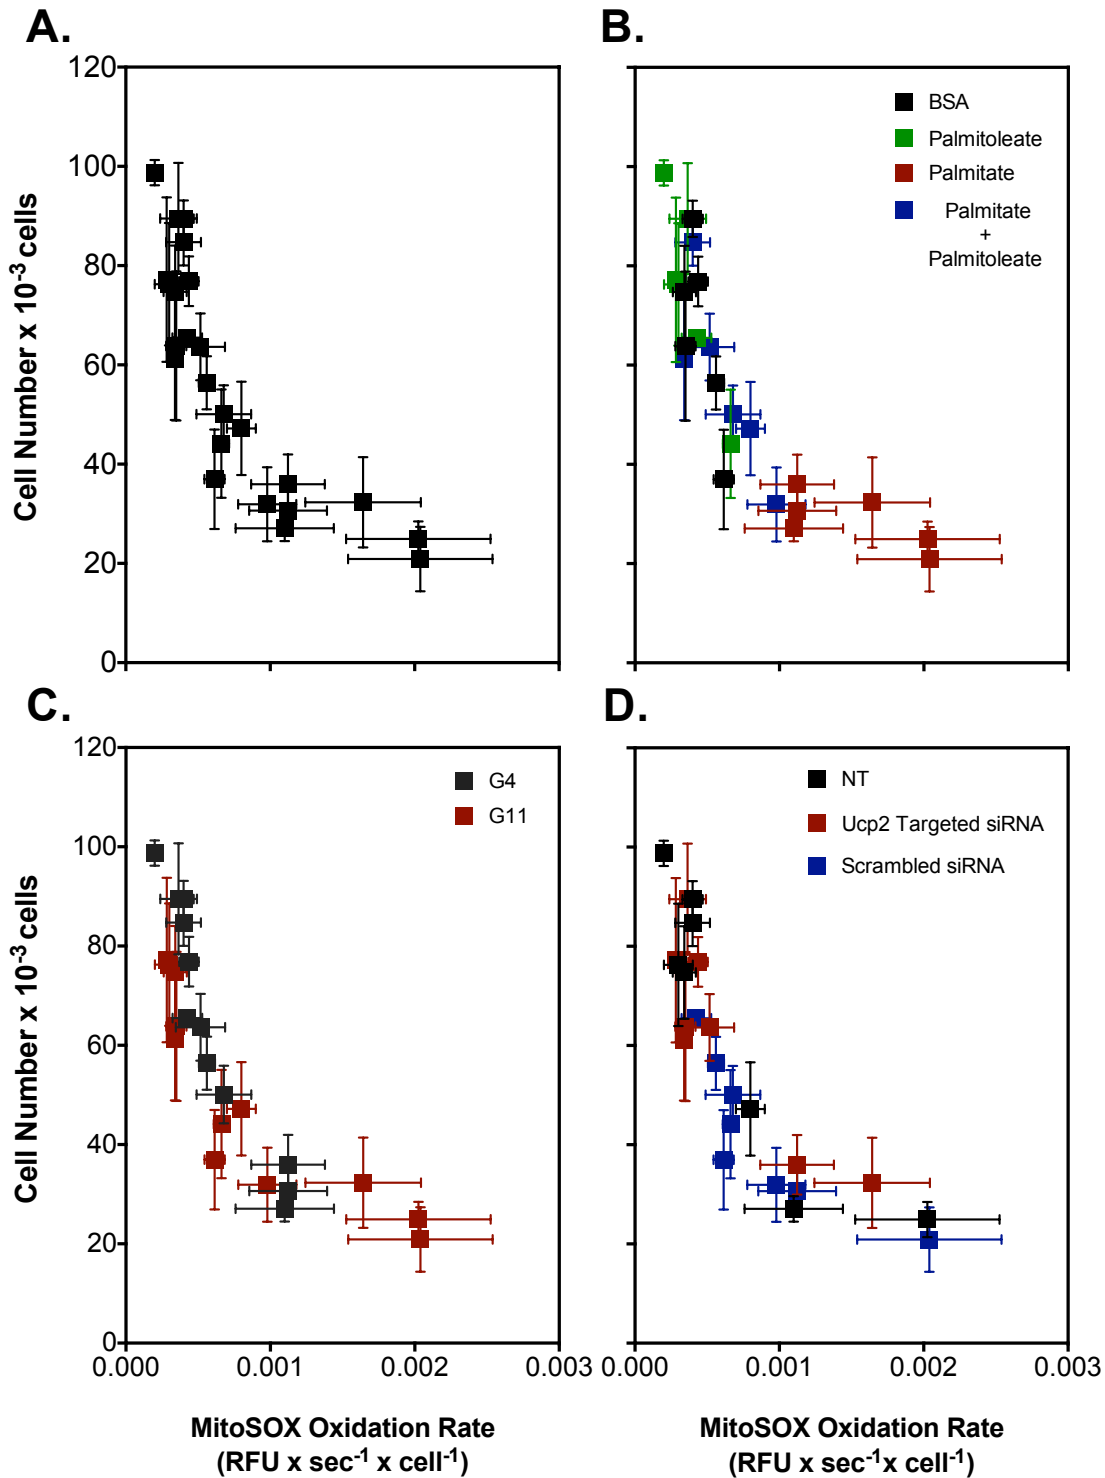 A.
B.
120
100
80
60
40
20
0
Cell Number x 10⁻³ cells
BSA
Palmitoleate
Palmitate
Palmitate
+
Palmitoleate
C.
D.
120
100
80
60
40
20
0
Cell Number x 10⁻³ cells
G4
G11
NT
Ucp2 Targeted siRNA
Scrambled siRNA
0.000 0.001 0.002 0.003
0.000 0.001 0.002 0.003
MitoSOX Oxidation Rate
(RFU x sec⁻¹ x cell⁻¹)
MitoSOX Oxidation Rate
(RFU x sec⁻¹x cell⁻¹)